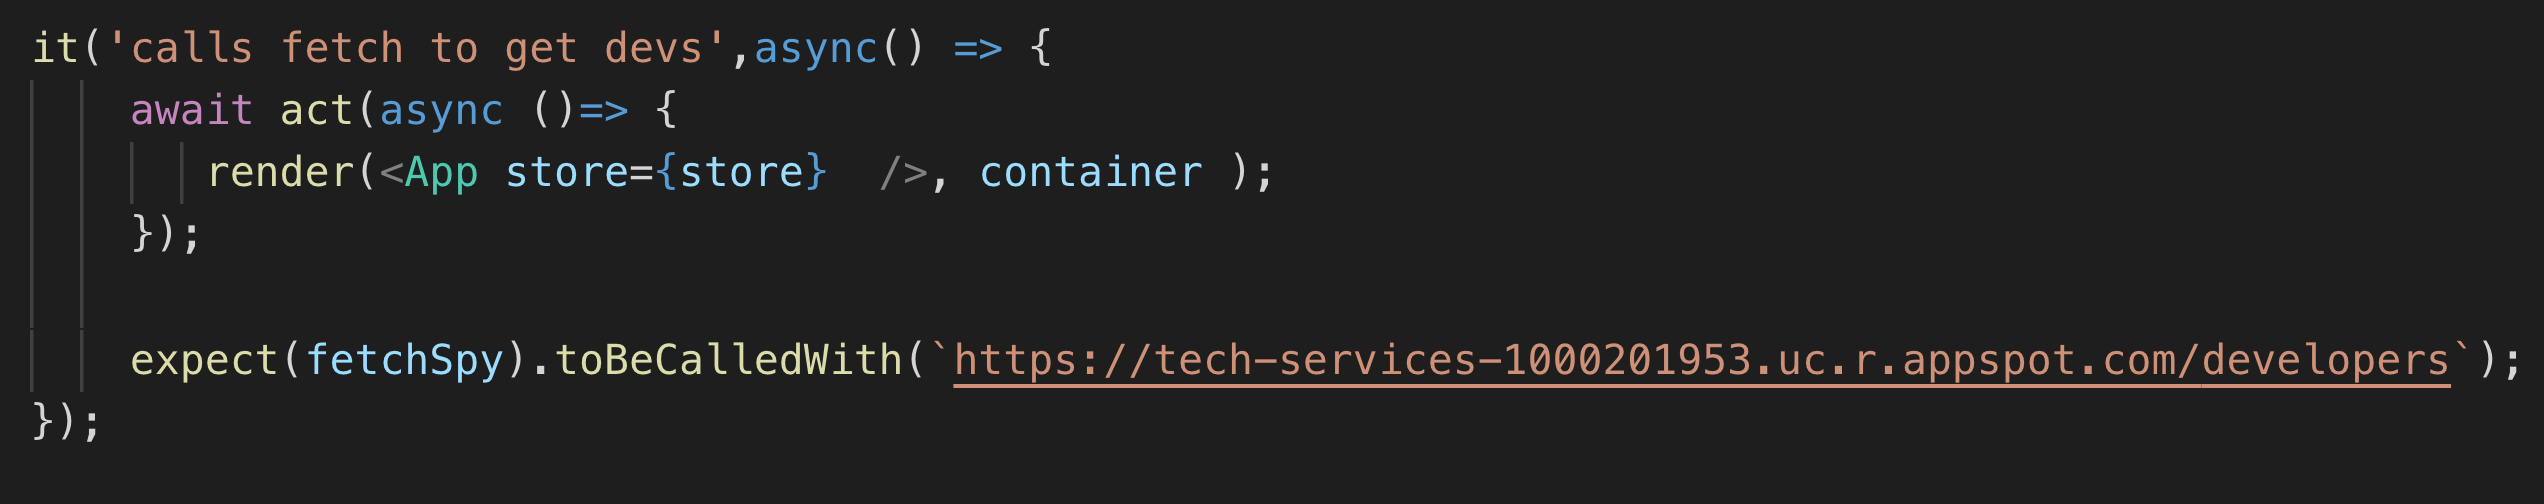 it('calls fetch to get devs',async() => {
    await act(async ()=> {
       render(<App store={store}  />, container );
    });
    expect(fetchSpy).toBeCalledWith(`https://tech-services-1000201953.uc.r.appspot.com/developers`);
});